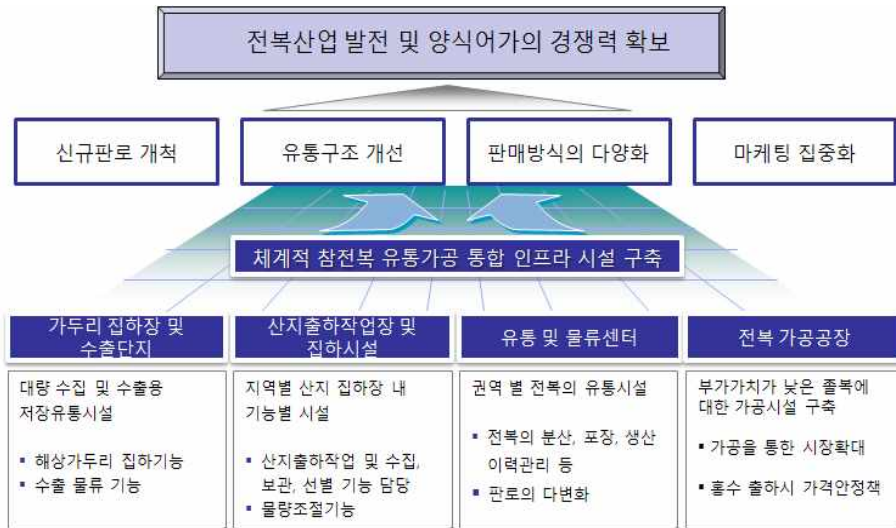 전복산업 발전 및 양식어가의 경쟁력 확보
신규판로 개척
유통구조 개선
판매방식의 다양화
마케팅 집중화
체계적 참전복 유통가공 통합 인프라 시설 구축
가두리 집하장 및
수출단지
대량 수집 및 수출용
저장유통시설
▪ 해상가두리 집하기능
▪ 수출 물류 기능
산지출하작업장 및
집하시설
지역별 산지 집하장 내
기능별 시설
▪ 산지출하작업 및 수집,
보관, 선별 기능 담당
▪ 물량조절기능
유통 및 물류센터
권역 별 전복의 유통시설
▪ 전복의 분산, 포장, 생산
이력관리 등
▪ 판로의 다변화
전복 가공공장
부가가치가 낮은 졸복에
대한 가공시설 구축
▪ 가공을 통한 시장확대
▪ 홍수 출하시 가격안정책